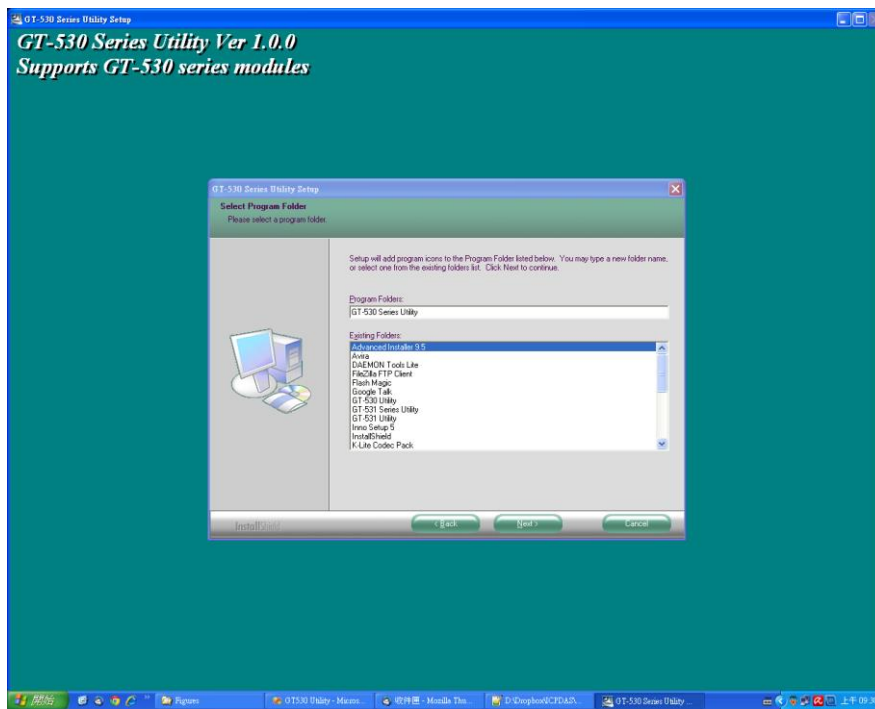 GT-530 Series Utility Setup
GT-530 Series Utility Ver 1.0.0
Supports GT-530 series modules
GT-530 Series Utility Setup
Select Program Folder
Please select a program folder.
Setup will add program icons to the Program Folder listed below. You may type a new folder name,
or select one from the existing folders list. Click Next to continue.
Program Folders:
GT-530 Series Utility
Existing Folders:
Advanced Installer 9.5
Avira
DAEMON Tools Lite
FileZilla FTP Client
Flash Magic
Google Talk
GT-530 Utility
GT-531 Series Utility
GT-531 Utility
Inno Setup 5
InstallShield
K-Lite Codec Pack
InstallShield
< Back
Next >
Cancel
開始
Figures
GT530 Utility - Micros...
收件匣 - Mozilla Thu...
D:\Dropbox\ICPDAS\...
GT-530 Series Utility ...
上午 09:3